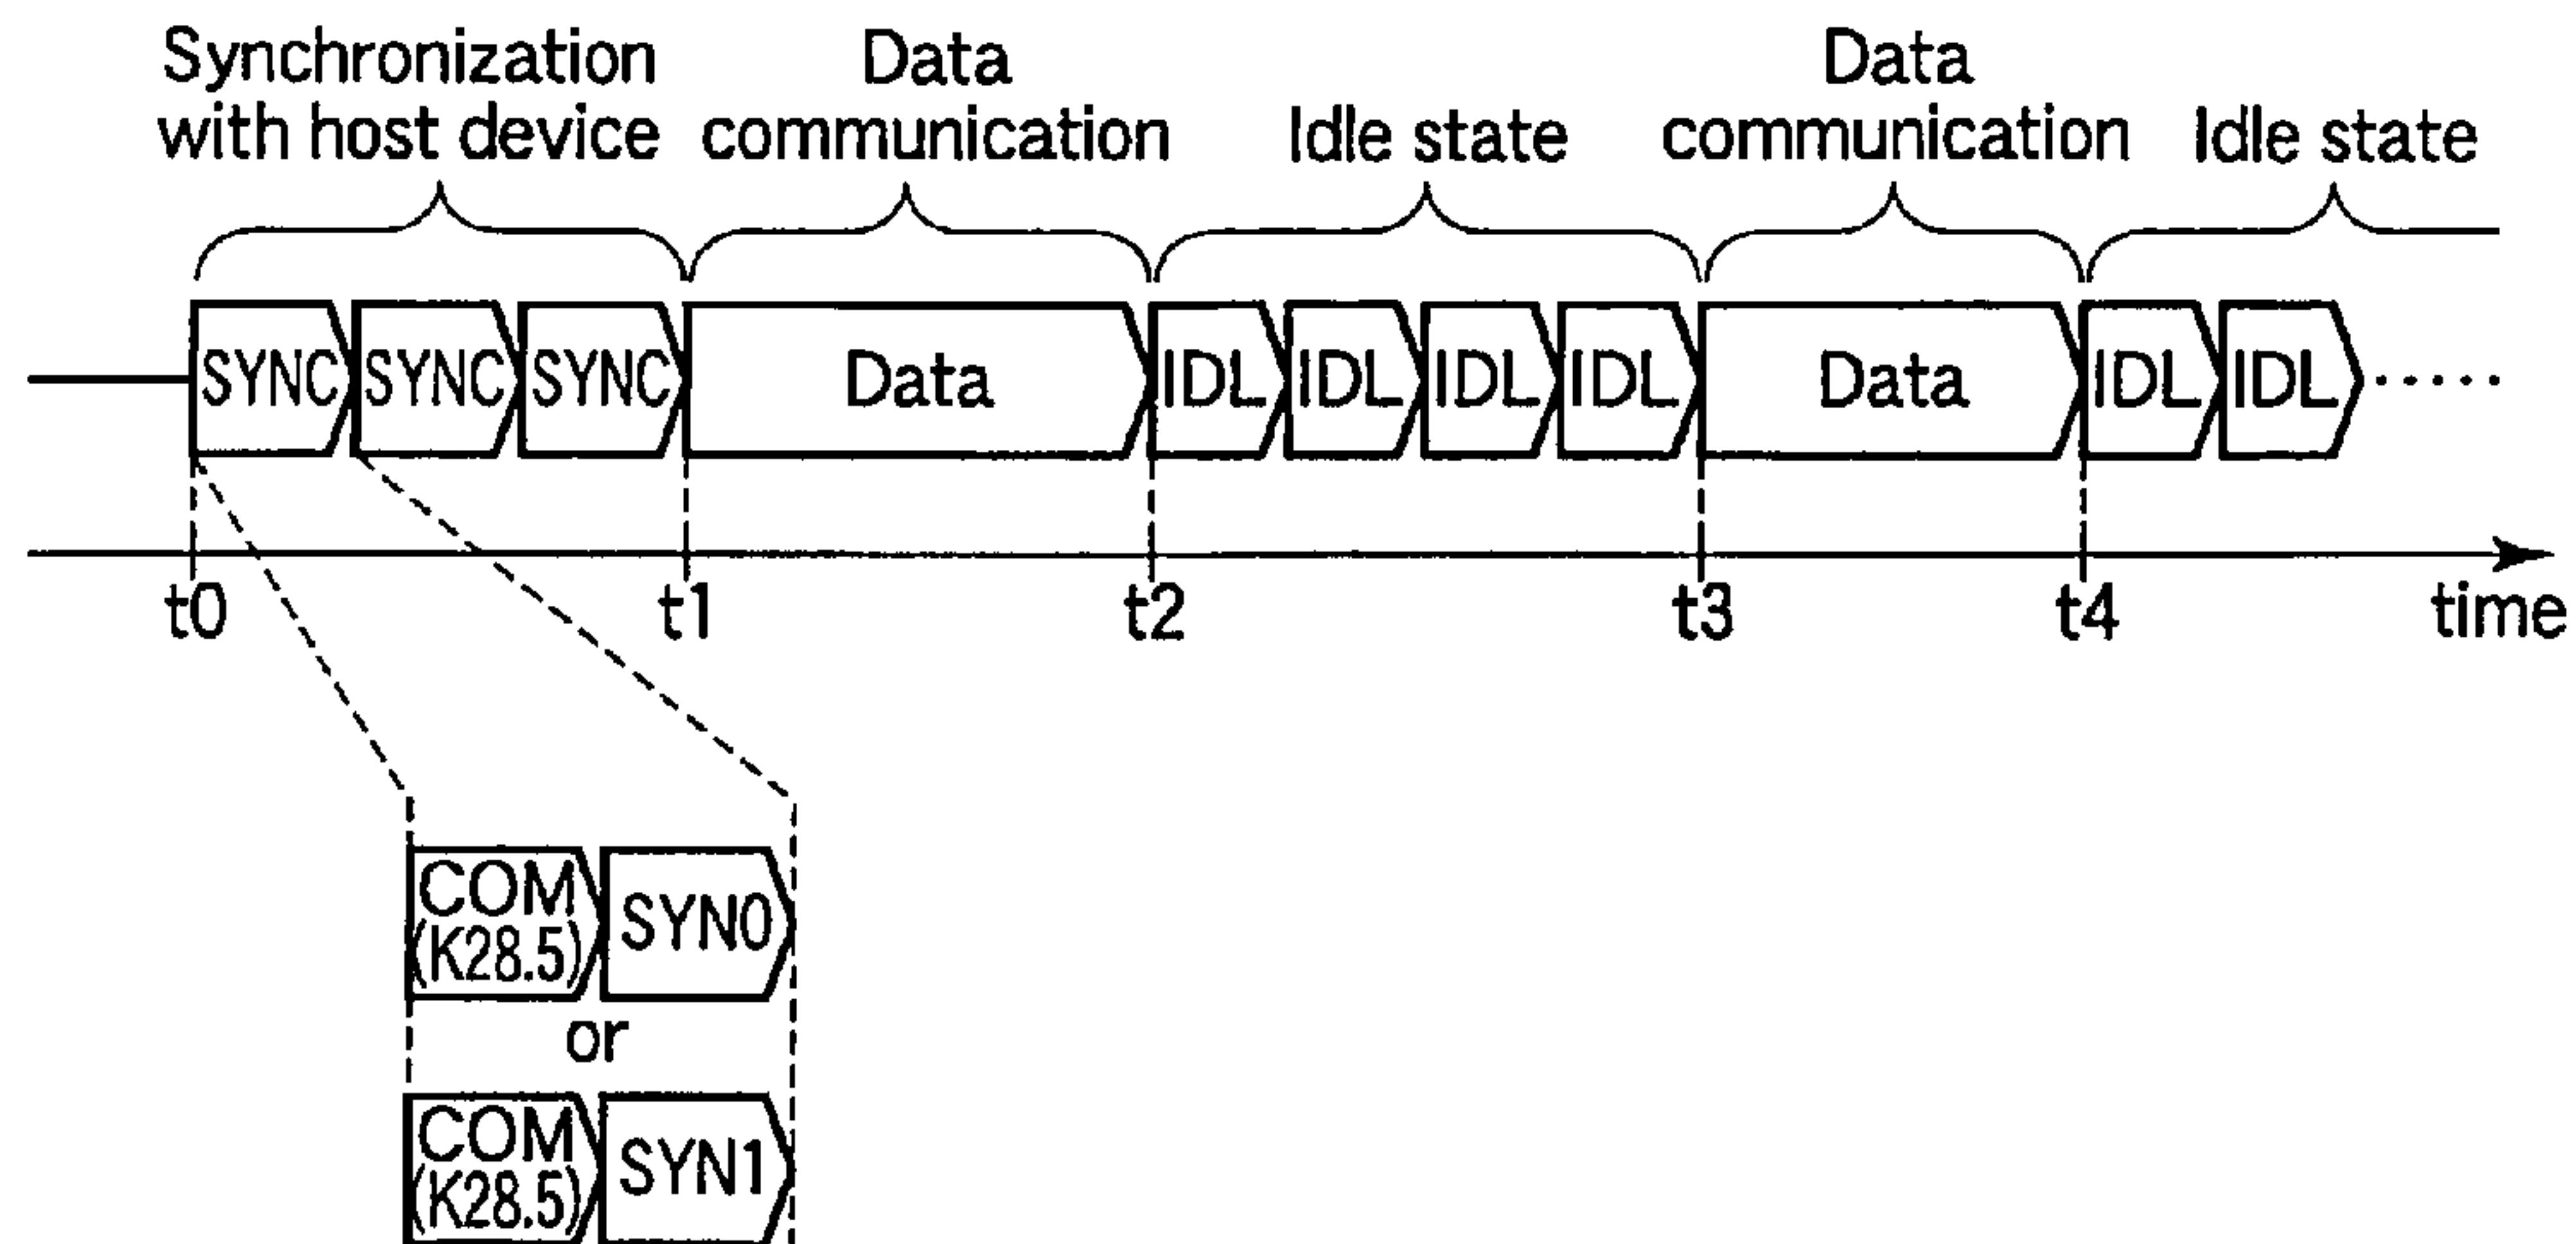 Synchronization
with host device
Data
communication
Idle state
Data
communication
Idle state
SYNC SYNC SYNC Data IDL IDL IDL IDL Data IDL IDL
t0 t1 t2 t3 t4 time
COM
(K28.5)
SYN0
or
COM
(K28.5)
SYN1